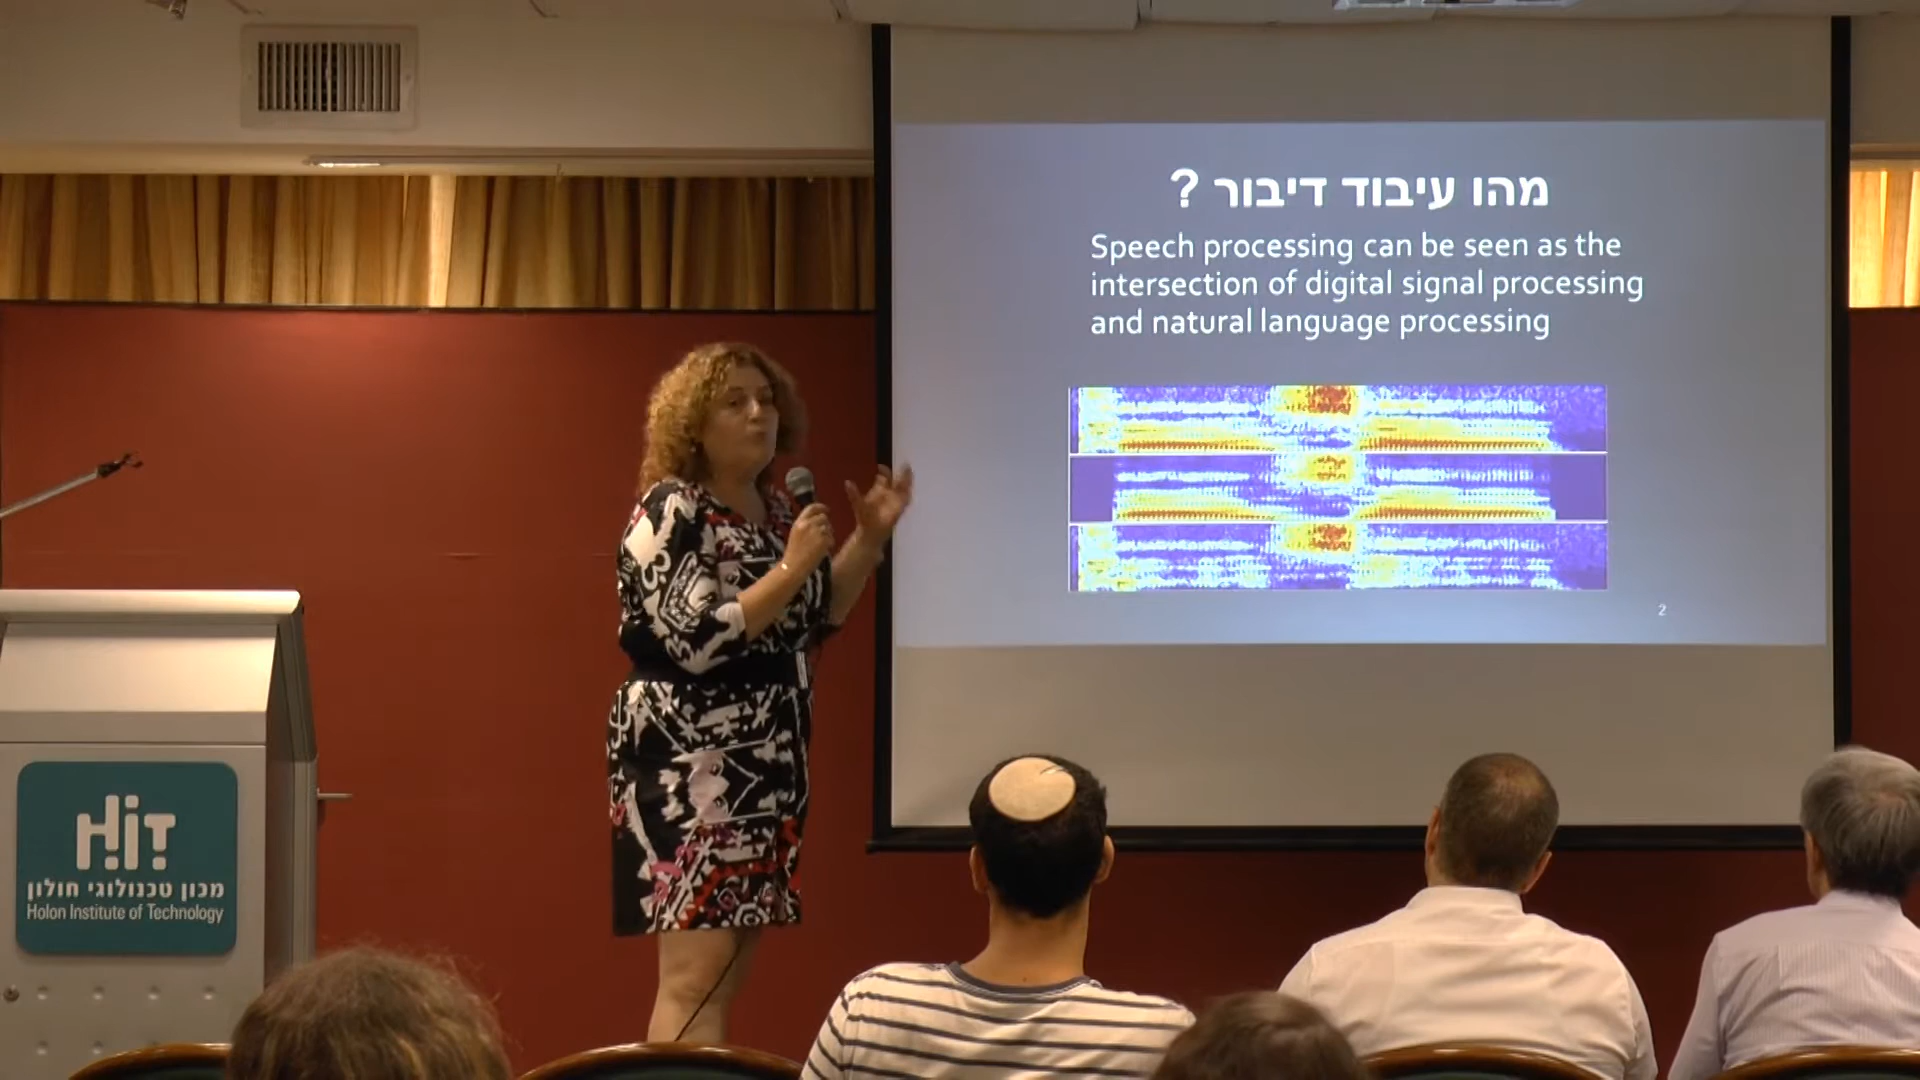 מהו עיבוד דיבור ?
Speech processing can be seen as the
intersection of digital signal processing
and natural language processing
2
HiT
מכון טכנולוגי חולון
Holon Institute of Technology